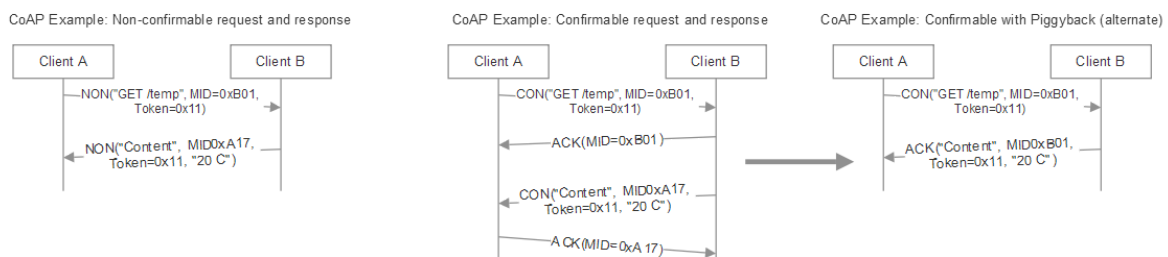 CoAP Example: Non-confirmable request and response
Client A
Client B
NON("GET /temp", MID=0xB01,
Token=0x11)
NON("Content", MID0xA17,
Token=0x11, "20 C")
CoAP Example: Confirmable request and response
Client A
Client B
CON("GET /temp", MID=0xB01,
Token=0x11)
ACK(MID=0xB01)
CON("Content", MID0xA17,
Token=0x11, "20 C")
ACK(MID=0xA17)
CoAP Example: Confirmable with Piggyback (alternate)
Client A
Client B
CON("GET /temp", MID=0xB01,
Token=0x11)
ACK("Content", MID0xB01,
Token=0x11, "20 C")